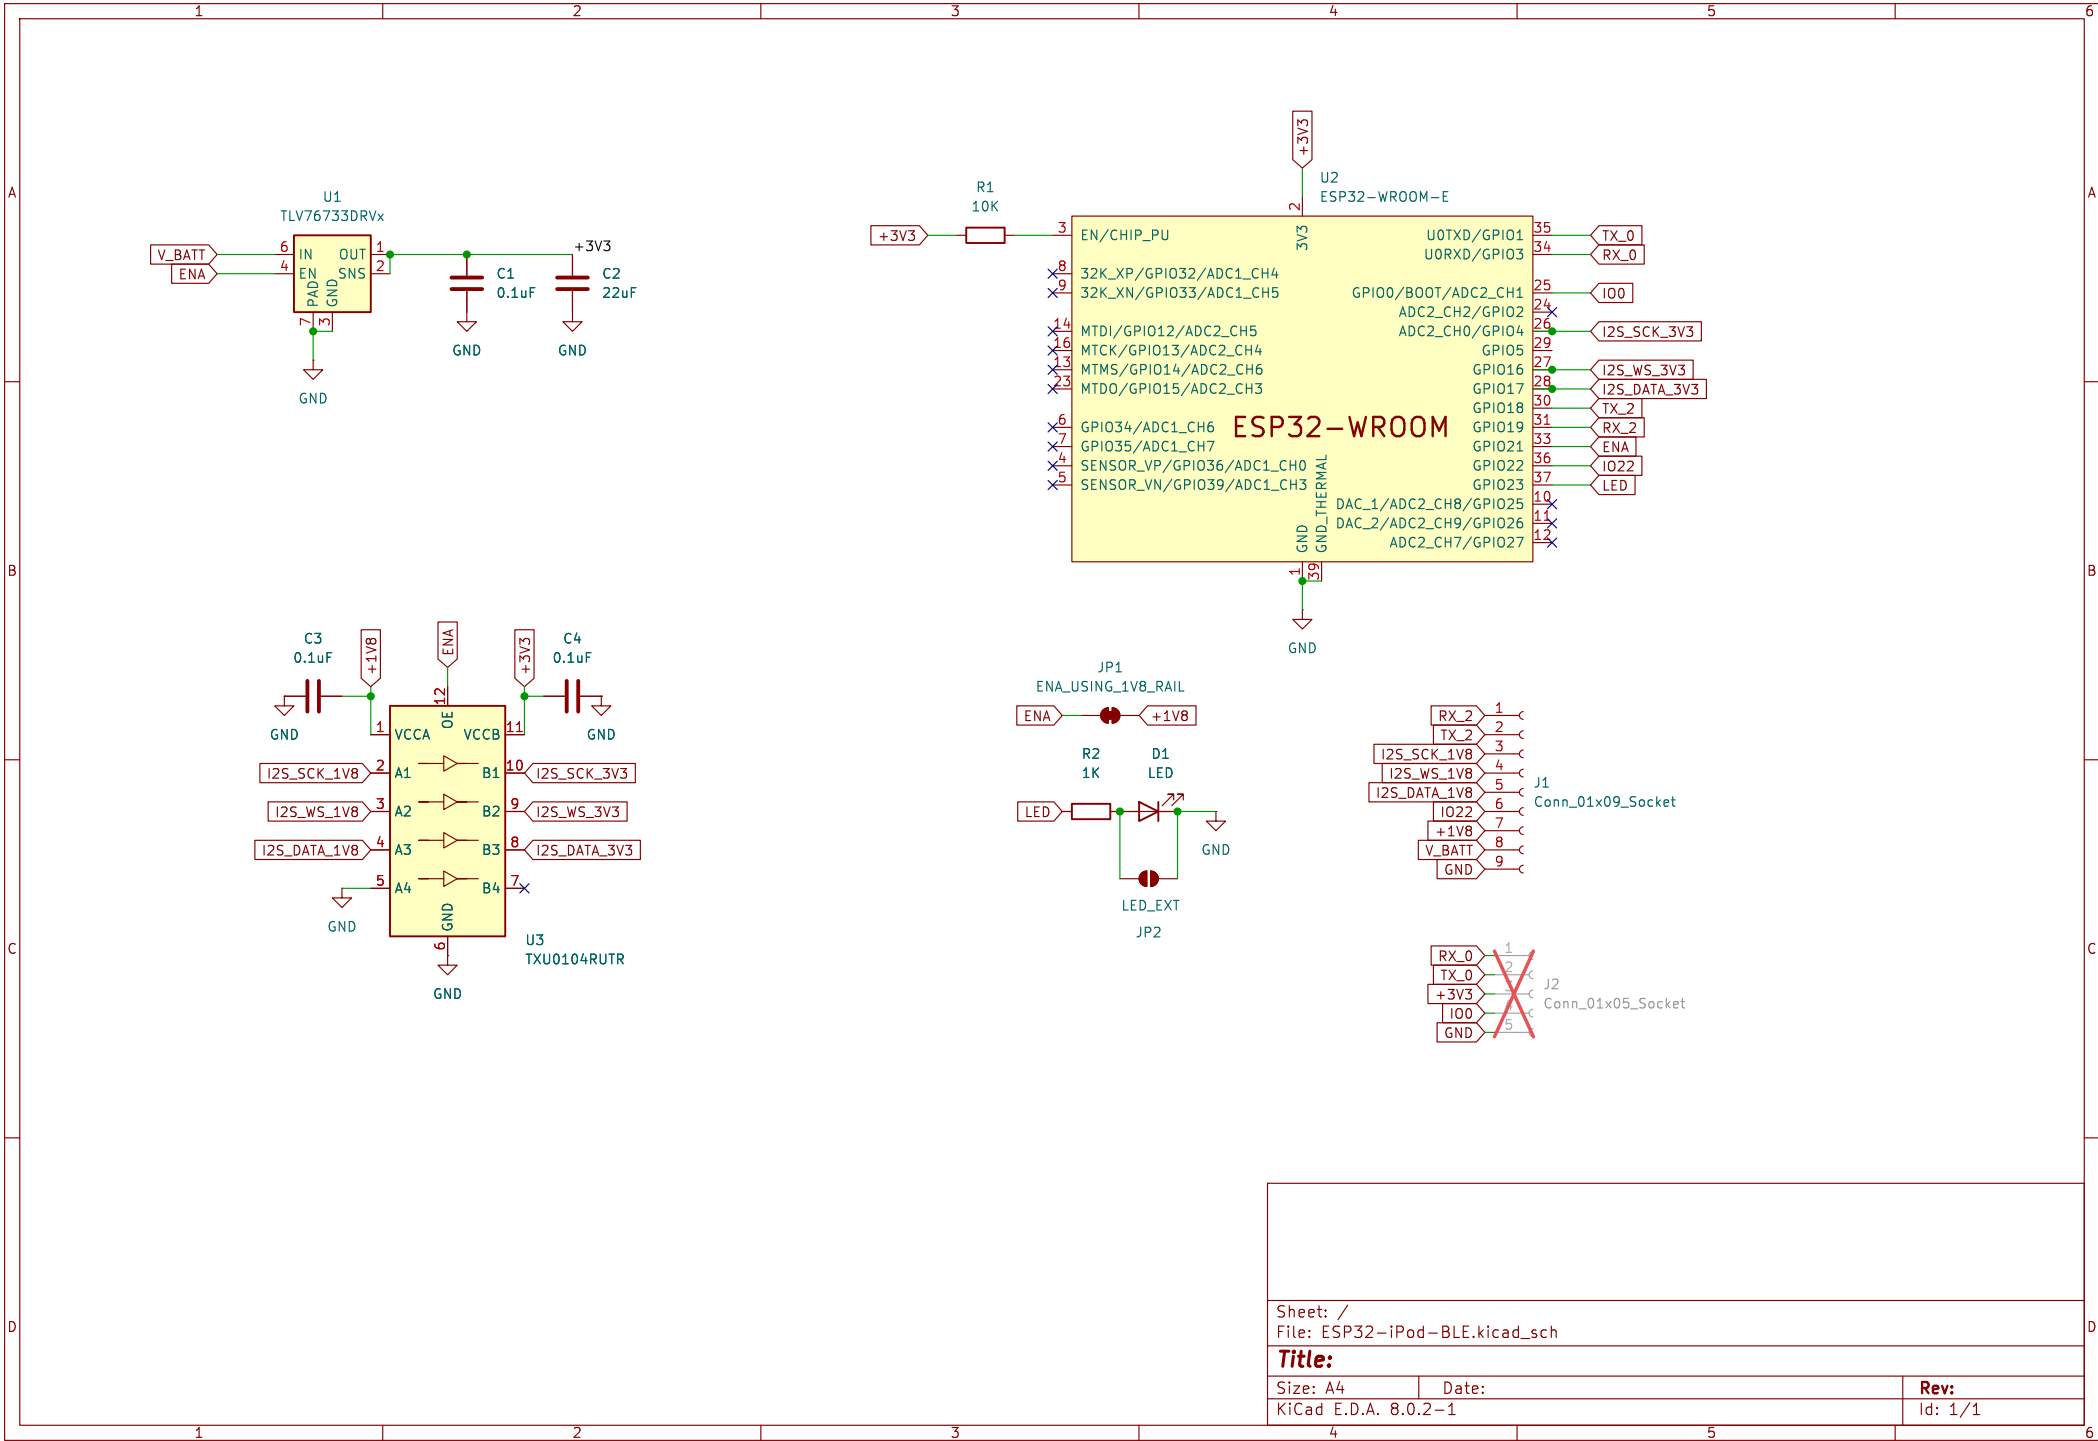 1 2 3 4 5 6
A
B
C
D
A
B
C
D
1 2 3 4 5 6
U1
TLV76733DRVx
V_BATT
ENA
6 IN
4 EN
OUT 1
SNS 2
PAD
GND
7
3
GND
+3V3
C1
0.1uF
GND
C2
22uF
GND
R1
10K
+3V3
+3V3
U2
ESP32-WROOM-E
2
3V3
3 EN/CHIP_PU
8 32K_XP/GPIO32/ADC1_CH4
9 32K_XN/GPIO33/ADC1_CH5
14 MTDI/GPIO12/ADC2_CH5
16 MTCK/GPIO13/ADC2_CH4
13 MTMS/GPIO14/ADC2_CH6
23 MTDO/GPIO15/ADC2_CH3
6 GPIO34/ADC1_CH6
7 GPIO35/ADC1_CH7
4 SENSOR_VP/GPIO36/ADC1_CH0
5 SENSOR_VN/GPIO39/ADC1_CH3
ESP32-WROOM
U0TXD/GPIO1 35 TX_0
U0RXD/GPIO3 34 RX_0
GPIO0/BOOT/ADC2_CH1 25 IO0
ADC2_CH2/GPIO2 24
ADC2_CH0/GPIO4 26 I2S_SCK_3V3
GPIO5 29
GPIO16 27 I2S_WS_3V3
GPIO17 28 I2S_DATA_3V3
GPIO18 30 TX_2
GPIO19 31 RX_2
GPIO21 33 ENA
GPIO22 36 IO22
GPIO23 37 LED
DAC_1/ADC2_CH8/GPIO25 10
DAC_2/ADC2_CH9/GPIO26 11
ADC2_CH7/GPIO27 12
GND
GND_THERMAL
1
39
GND
C3
0.1uF
GND
+1V8
ENA
+3V3
C4
0.1uF
GND
12
OE
1 VCCA
VCCB 11
I2S_SCK_1V8 2 A1
B1 10 I2S_SCK_3V3
I2S_WS_1V8 3 A2
B2 9 I2S_WS_3V3
I2S_DATA_1V8 4 A3
B3 8 I2S_DATA_3V3
5 A4
B4 7
GND
GND
6
U3
TXU0104RUTR
GND
JP1
ENA_USING_1V8_RAIL
ENA
+1V8
R2
1K
D1
LED
LED
GND
LED_EXT
JP2
RX_2 1
TX_2 2
I2S_SCK_1V8 3
I2S_WS_1V8 4
I2S_DATA_1V8 5
IO22 6
+1V8 7
V_BATT 8
GND 9
J1
Conn_01x09_Socket
RX_0 1
TX_0 2
+3V3 3
IO0 4
GND 5
J2
Conn_01x05_Socket
Sheet: /
File: ESP32-iPod-BLE.kicad_sch
Title:
Size: A4
Date:
Rev:
KiCad E.D.A. 8.0.2-1
Id: 1/1